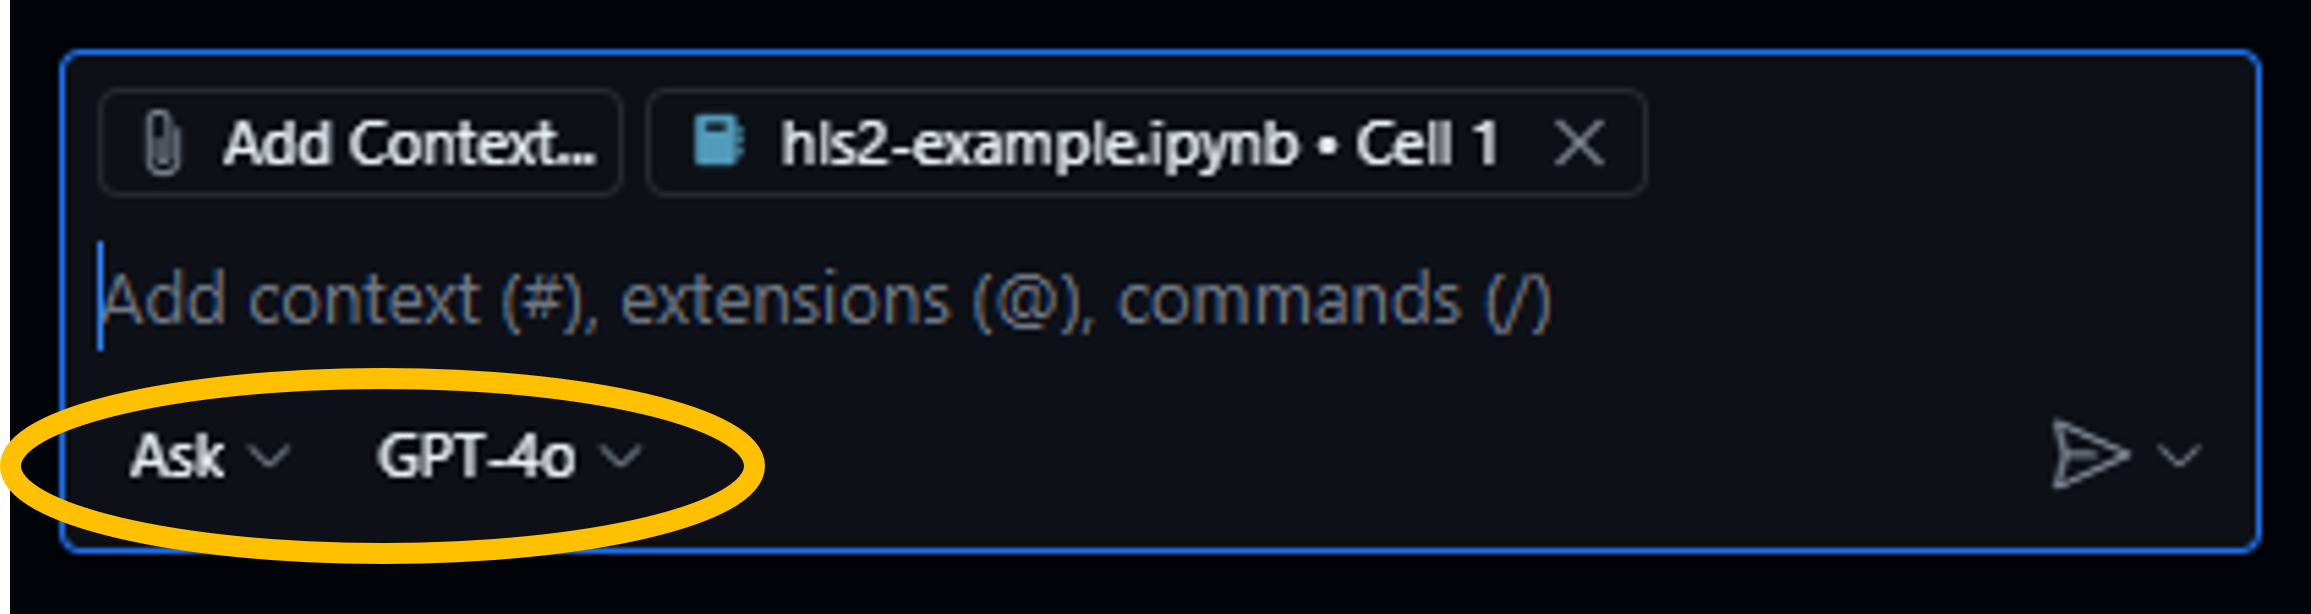 Add Context... hls2-example.ipynb • Cell 1
Add context (#), extensions (@), commands (/)
Ask GPT-4o